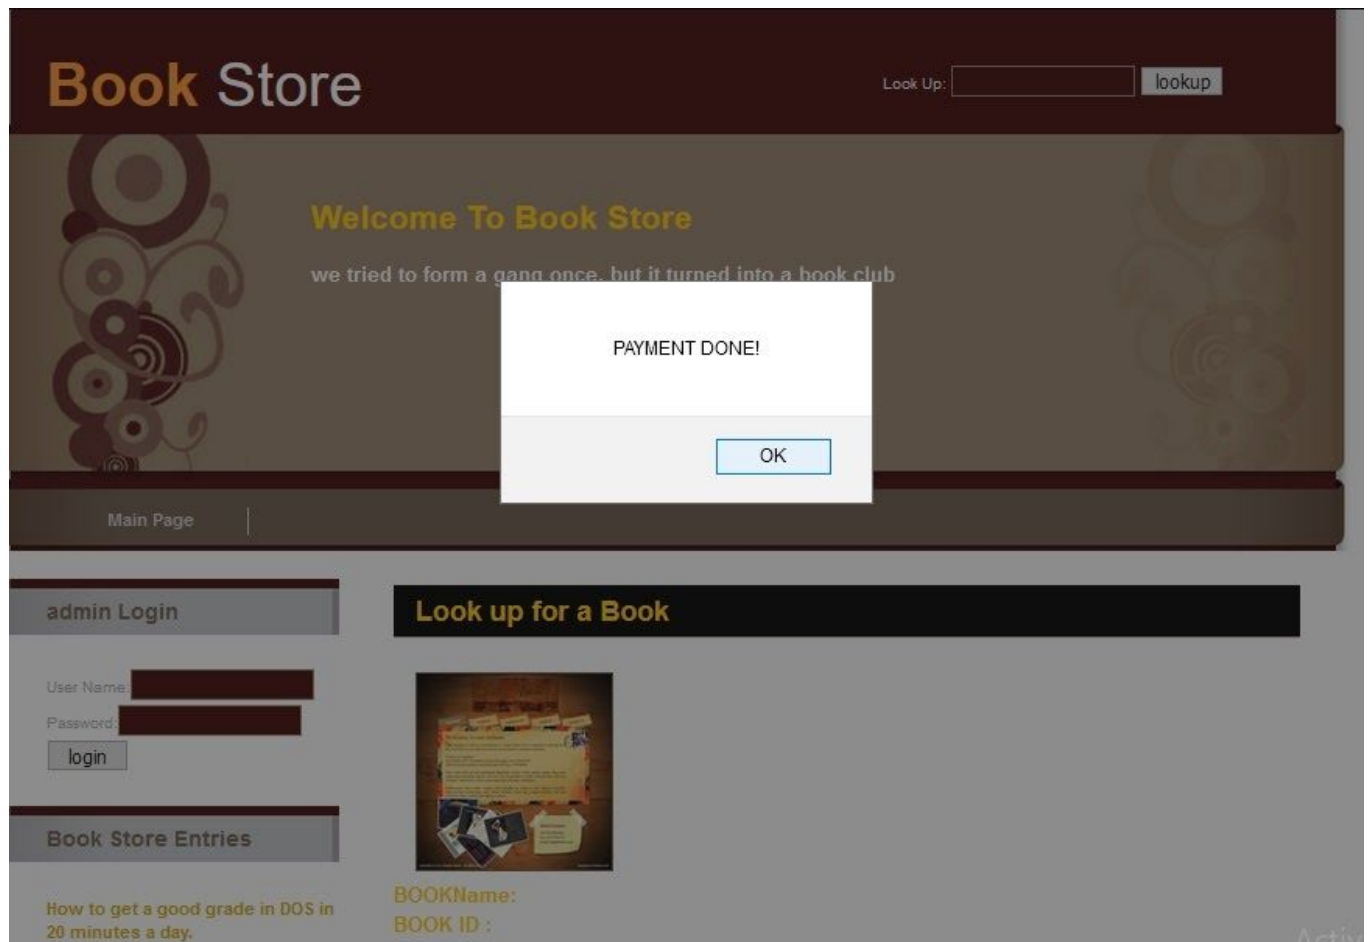 Book Store
Look Up:
lookup
Welcome To Book Store
we tried to form a gang once, but it turned into a book club
PAYMENT DONE!
OK
Main Page
admin Login
User Name:
Password:
login
Look up for a Book
Book Store Entries
How to get a good grade in DOS in
20 minutes a day.
BOOKName:
BOOK ID :